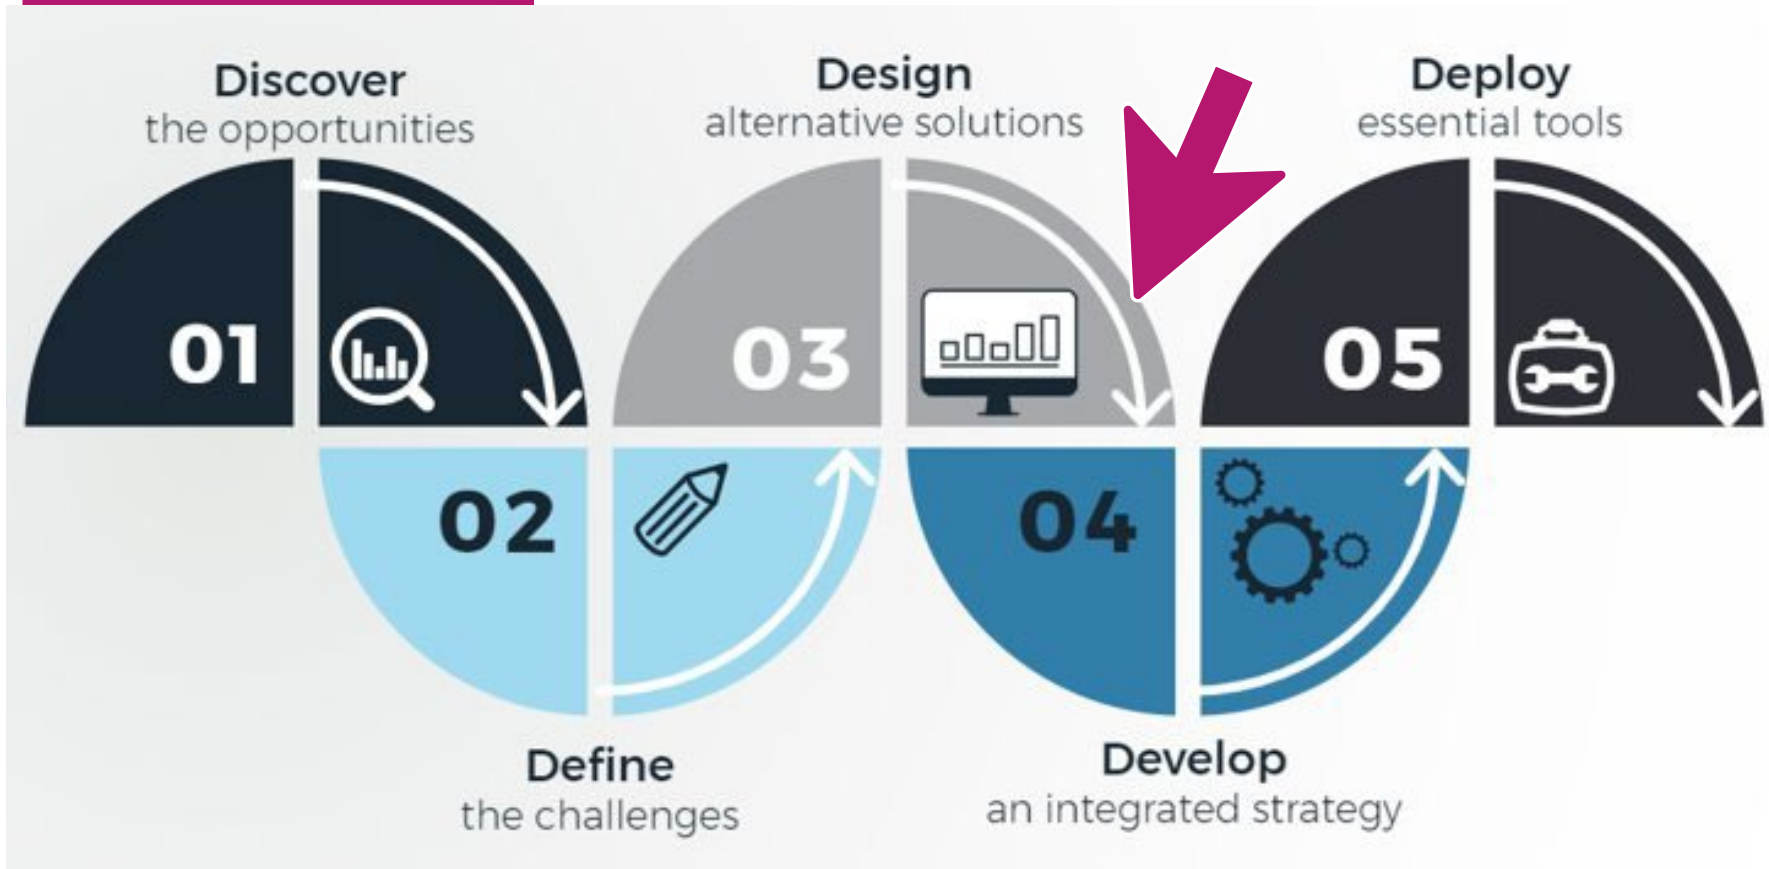 Discover
the opportunities
01
02
Define
the challenges
Design
alternative solutions
03
04
Develop
an integrated strategy
Deploy
essential tools
05